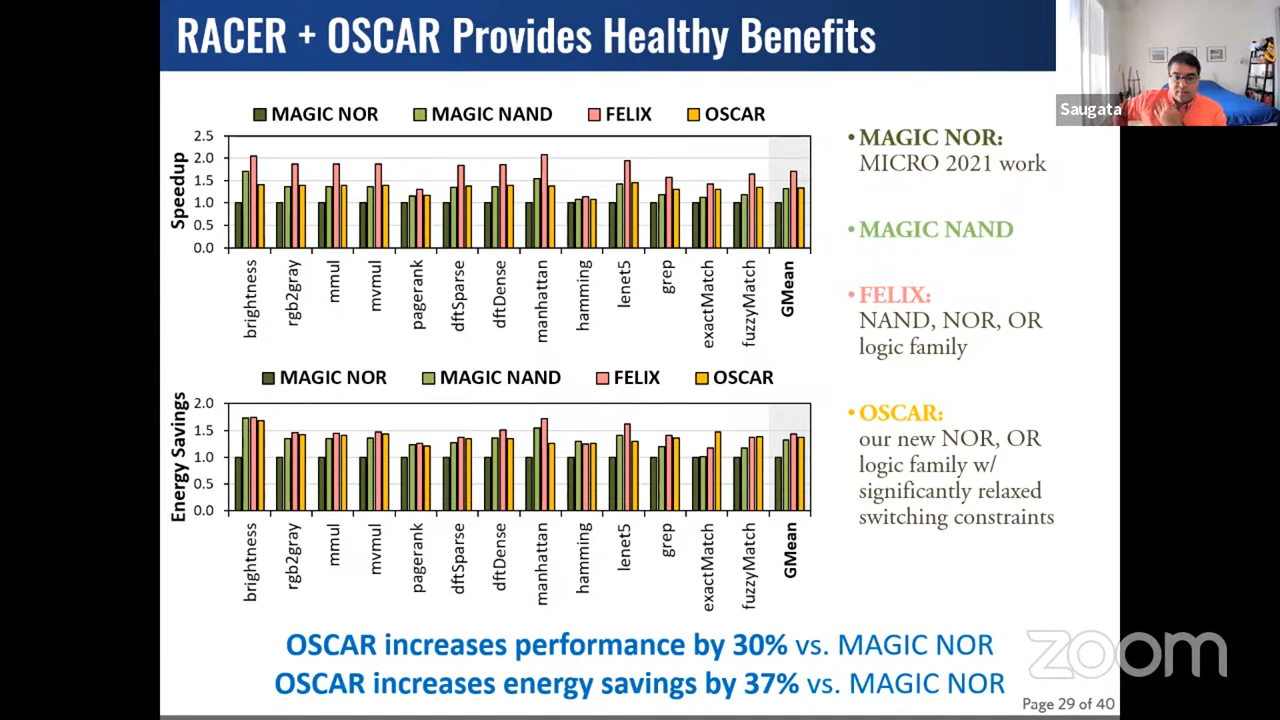 RACER + OSCAR Provides Healthy Benefits
Saugata
MAGIC NOR MAGIC NAND FELIX OSCAR
Speedup
2.5
2.0
1.5
1.0
0.5
0.0
brightness
rgb2gray
mmul
mvmul
pagerank
dftSparse
dftDense
manhattan
hamming
lenet5
grep
exactMatch
fuzzyMatch
GMean
MAGIC NOR MAGIC NAND FELIX OSCAR
Energy Savings
2.0
1.5
1.0
0.5
0.0
brightness
rgb2gray
mmul
mvmul
pagerank
dftSparse
dftDense
manhattan
hamming
lenet5
grep
exactMatch
fuzzyMatch
GMean
• MAGIC NOR:
MICRO 2021 work
• MAGIC NAND
• FELIX:
NAND, NOR, OR
logic family
• OSCAR:
our new NOR, OR
logic family w/
significantly relaxed
switching constraints
OSCAR increases performance by 30% vs. MAGIC NOR
OSCAR increases energy savings by 37% vs. MAGIC NOR
zoom
Page 29 of 40